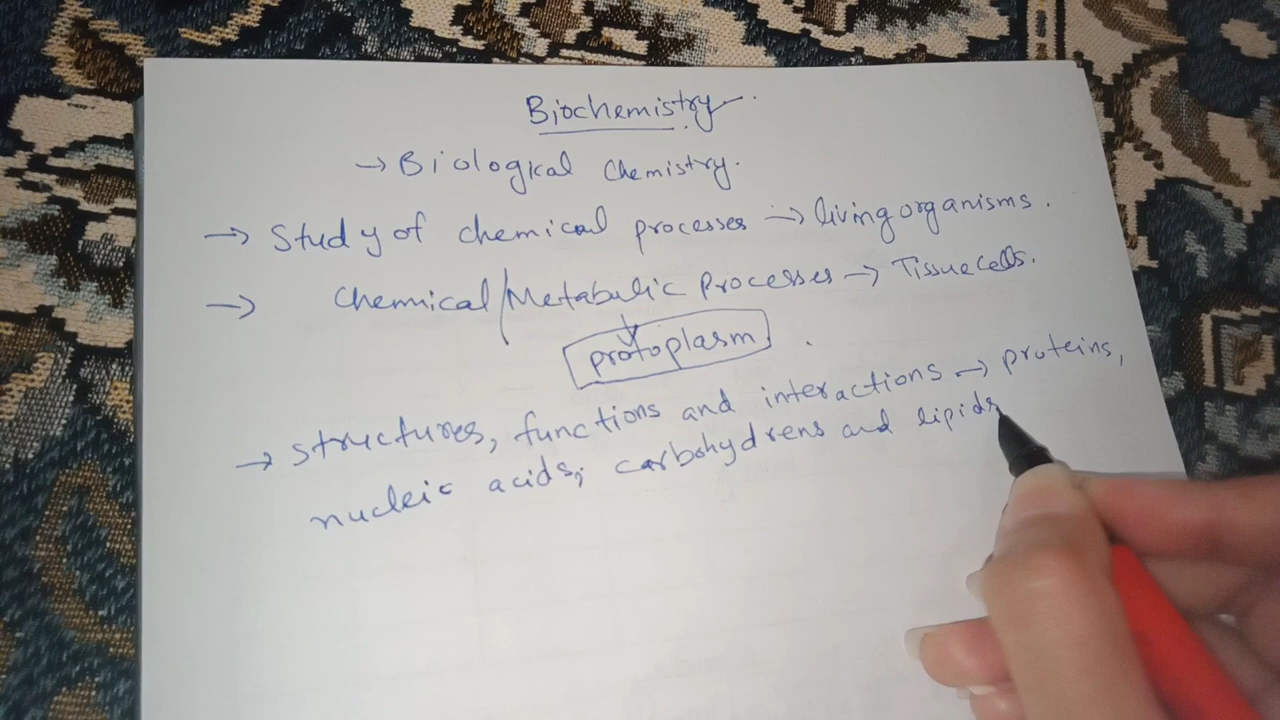 Biochemistry.
→ Biological Chemistry.
→ Study of chemical processes → living organisms.
→ Chemical/Metabolic Processes → Tissue cells.
↓
protoplasm.
→ structures, functions and interactions → proteins,
nucleic acids, carbohydrens and lipids